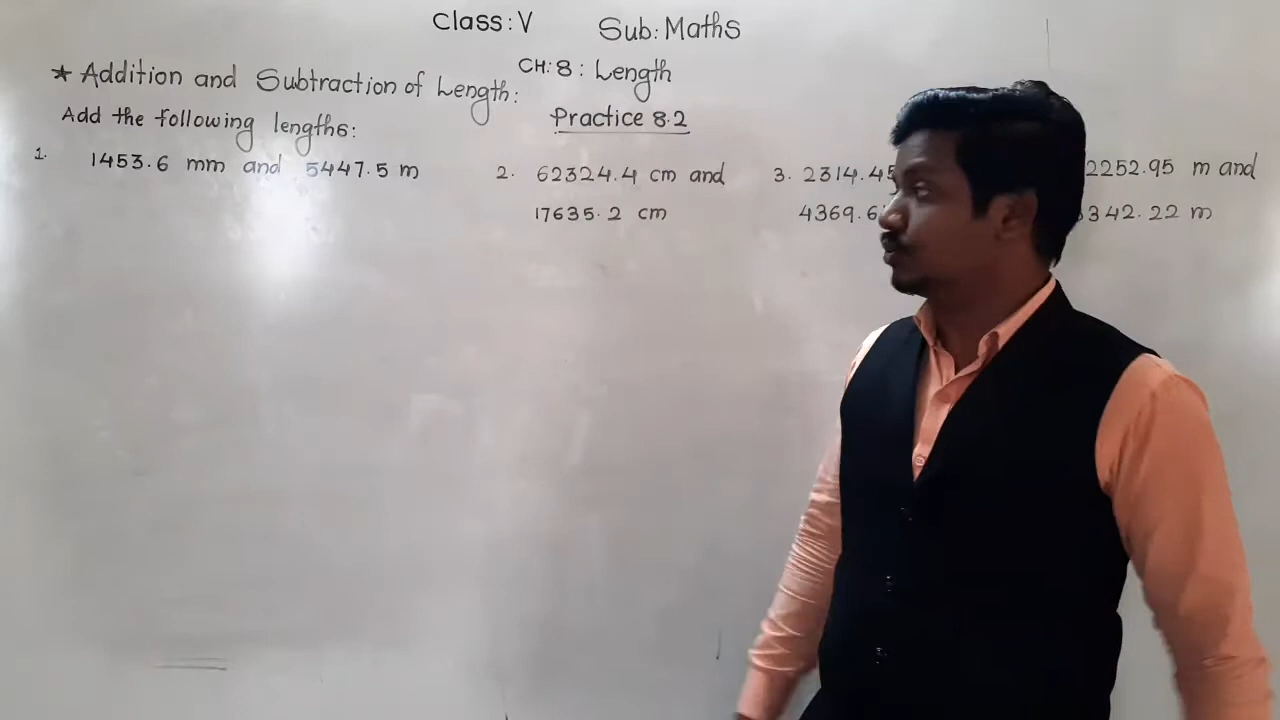 Class: V Sub: Maths
CH: 8 : Length
* Addition and Subtraction of Length:
Practice 8.2
Add the following lengths:
1. 1453.6 mm and 5447.5 m
2. 62324.4 cm and
17635.2 cm
3. 2314.45
4369.6
2252.95 m and
342.22 m